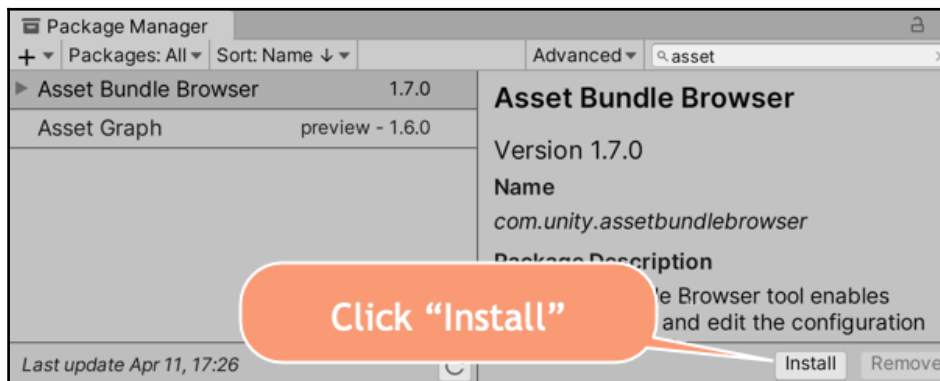 Package Manager
+ Packages: All Sort: Name ↓ Advanced asset
Asset Bundle Browser 1.7.0
Asset Graph preview - 1.6.0
Asset Bundle Browser
Version 1.7.0
Name
com.unity.assetbundlebrowser
Package Description
Browser tool enables
and edit the configuration
Click “Install”
Last update Apr 11, 17:26
Install Remove